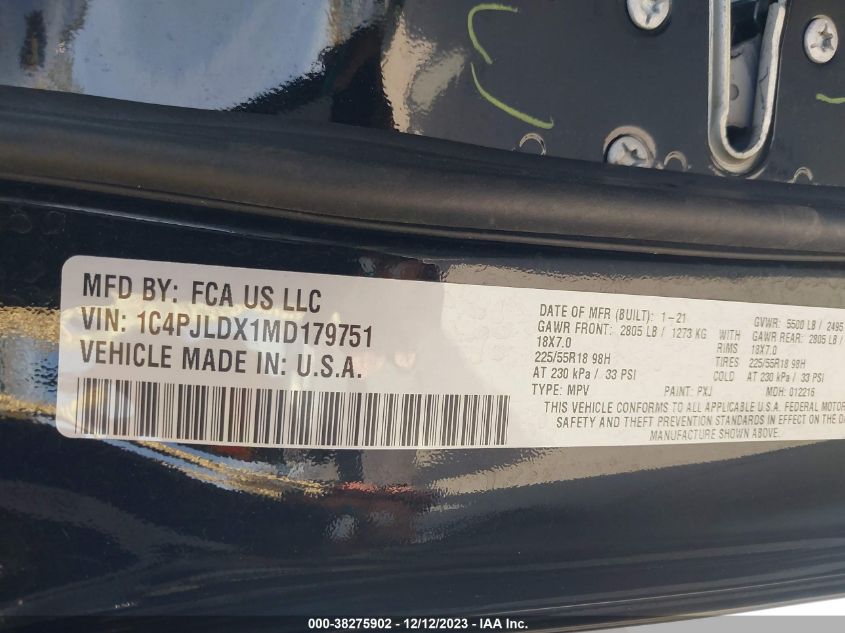 MFD BY: FCA US LLC
VIN: 1C4PJLDX1MD179751
VEHICLE MADE IN: U.S.A.
DATE OF MFR (BUILT): 1-21
GVWR: 5500 LB / 2495
GAWR FRONT: 2805 LB / 1273 KG WITH GAWR REAR: 2805 LB /
18X7.0 RIMS 18X7.0
225/55R18 98H TIRES 225/55R18 98H
AT 230 kPa / 33 PSI COLD AT 230 kPa / 33 PSI
TYPE: MPV PAINT: PXJ MDH: 012216
THIS VEHICLE CONFORMS TO ALL APPLICABLE U.S.A. FEDERAL MOTOR
SAFETY AND THEFT PREVENTION STANDARDS IN EFFECT ON THE
MANUFACTURE SHOWN ABOVE.
000-38275902 - 12/12/2023 - IAA